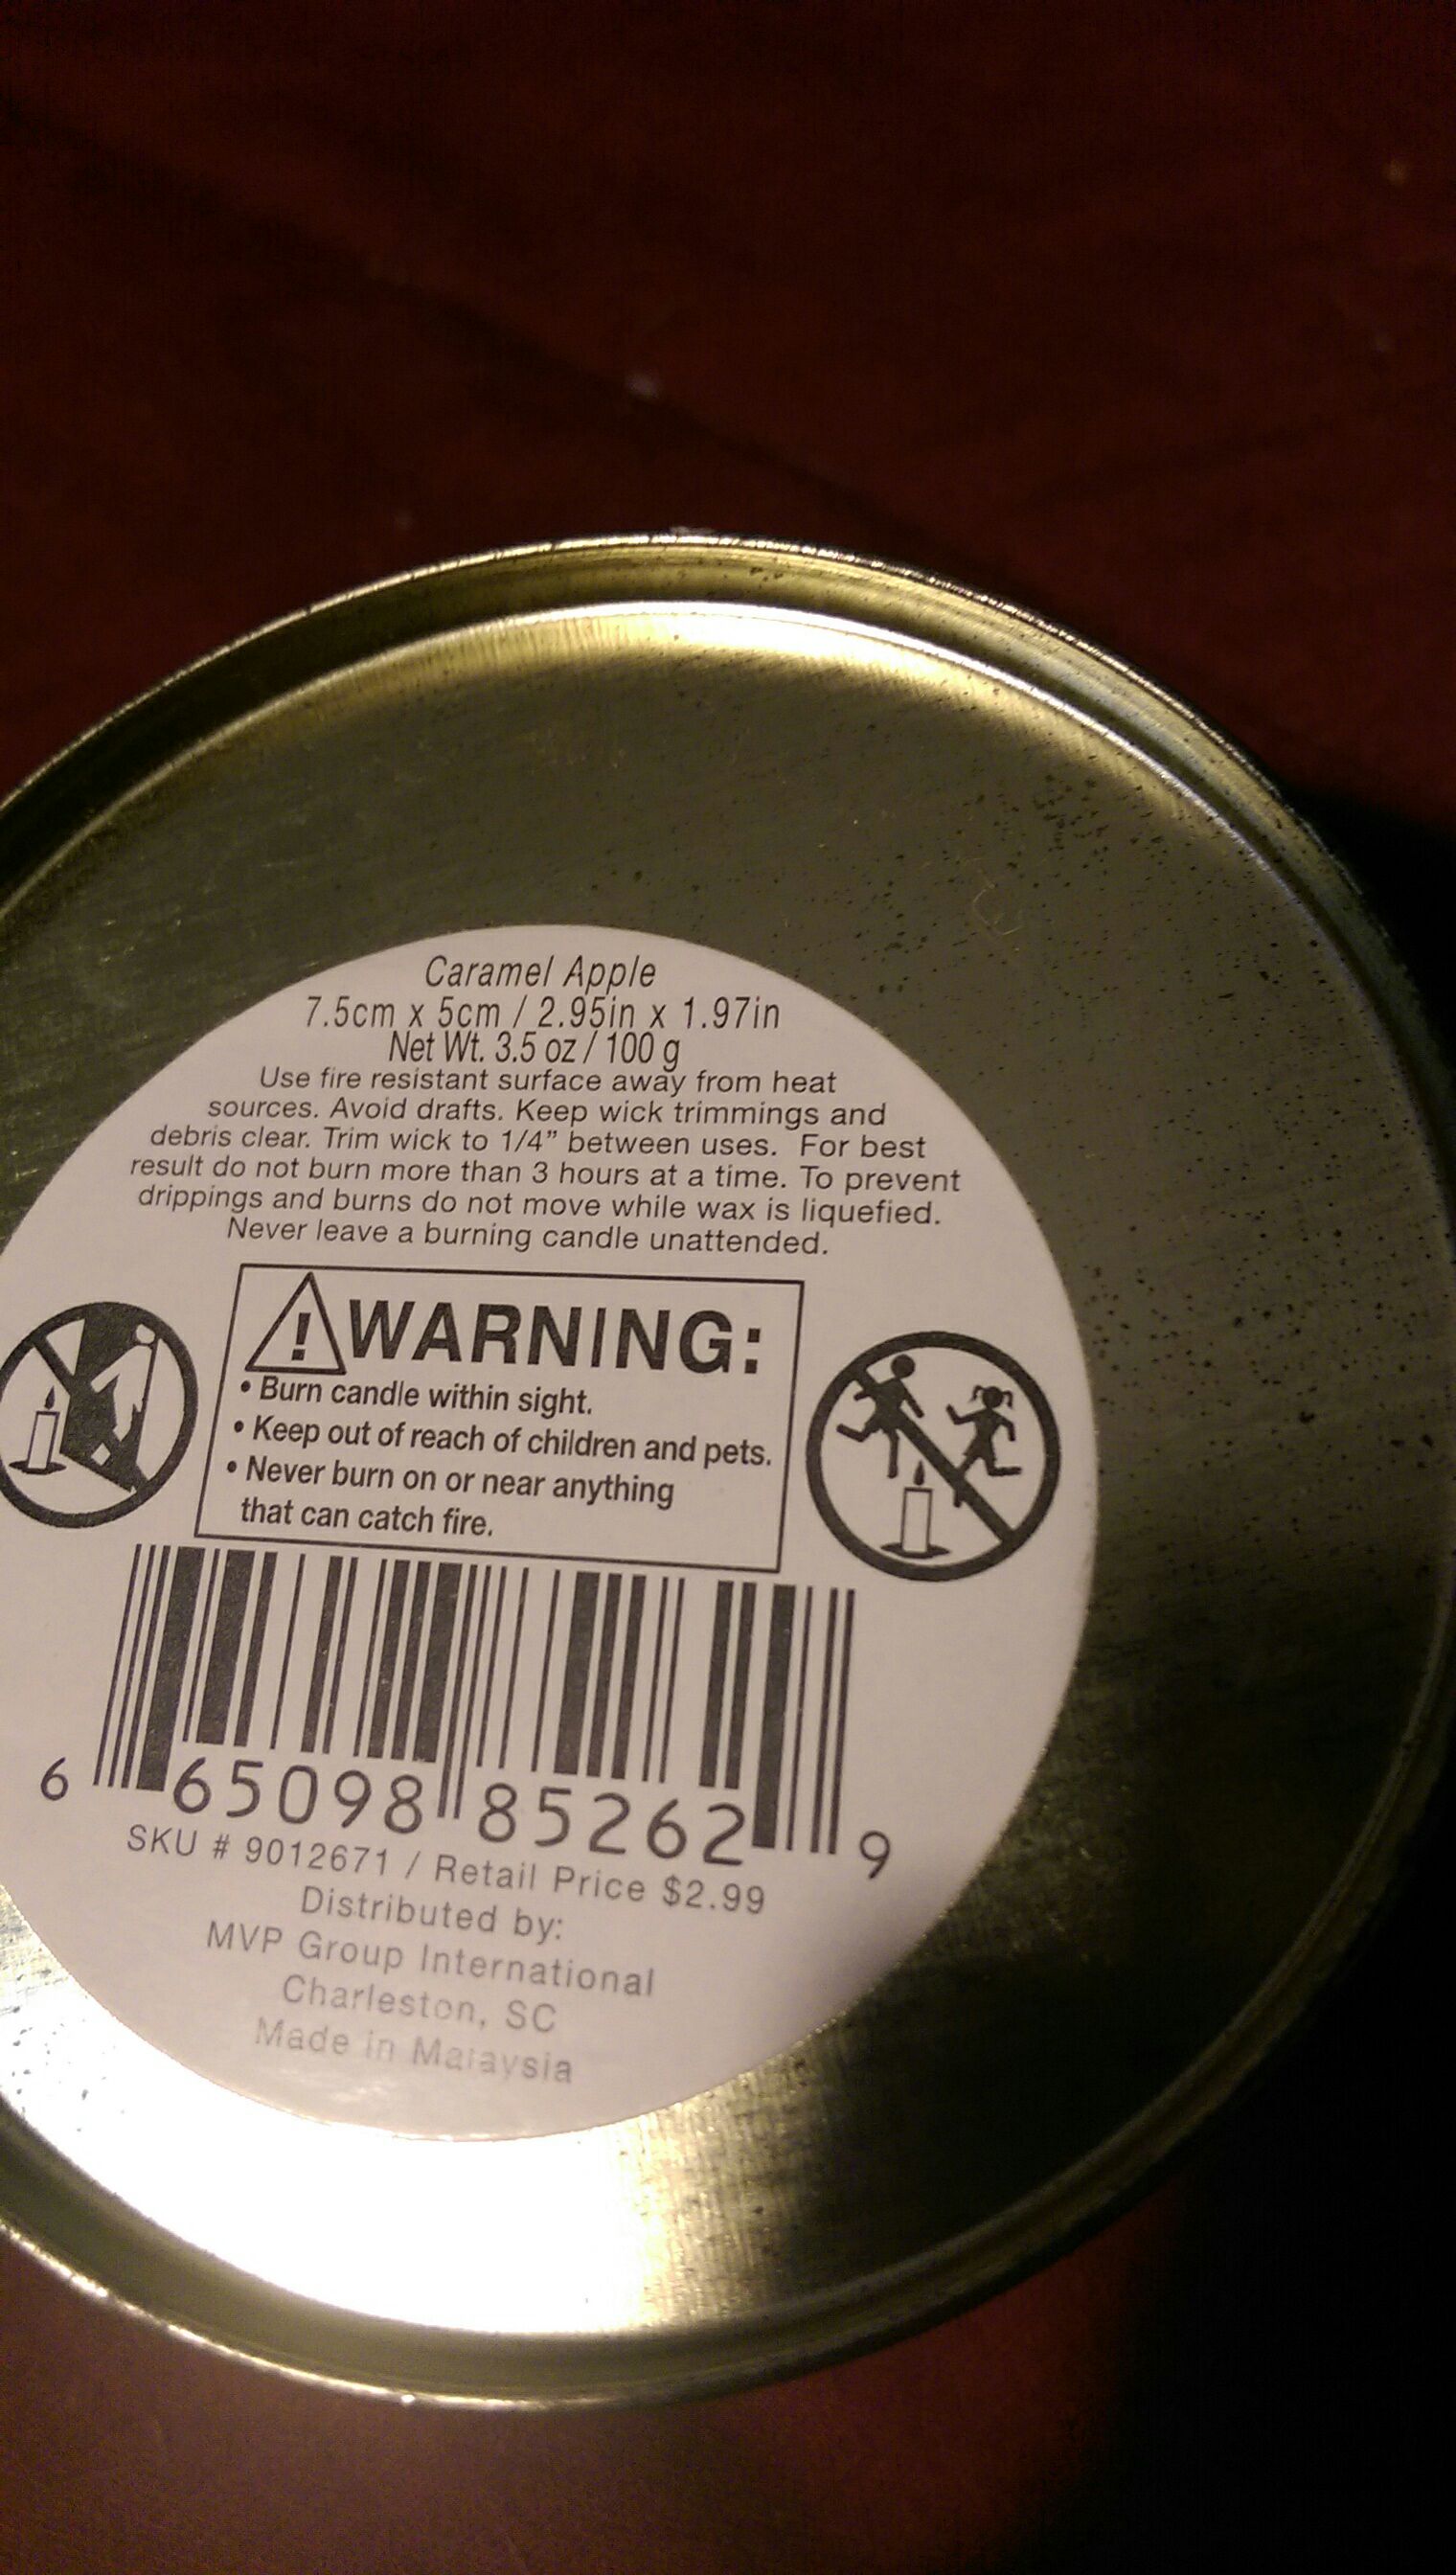 Caramel Apple
7.5cm x 5cm / 2.95in x 1.97in
Net Wt. 3.5 oz / 100 g
Use fire resistant surface away from heat
sources. Avoid drafts. Keep wick trimmings and
debris clear. Trim wick to 1/4” between uses. For best
result do not burn more than 3 hours at a time. To prevent
drippings and burns do not move while wax is liquefied.
Never leave a burning candle unattended.
! WARNING:
• Burn candle within sight.
• Keep out of reach of children and pets.
• Never burn on or near anything
that can catch fire.
6 65098 85262 9
SKU # 9012671 / Retail Price $2.99
Distributed by:
MVP Group International
Charleston, SC
Made in Malaysia